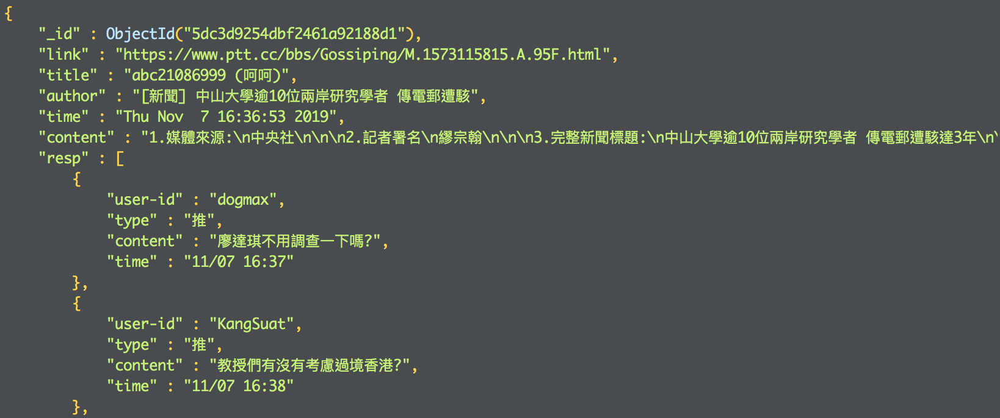 {
    "_id" : ObjectId("5dc3d9254dbf2461a92188d1"),
    "link" : "https://www.ptt.cc/bbs/Gossiping/M.1573115815.A.95F.html",
    "title" : "abc21086999 (呵呵)",
    "author" : "[新聞] 中山大學逾10位兩岸研究學者 傳電郵遭駭",
    "time" : "Thu Nov  7 16:36:53 2019",
    "content" : "1.媒體來源:\n中央社\n\n\n2.記者署名\n繆宗翰\n\n\n3.完整新聞標題:\n中山大學逾10位兩岸研究學者 傳電郵遭駭達3年\n\
    "resp" : [
        {
            "user-id" : "dogmax",
            "type" : "推",
            "content" : "廖達琪不用調查一下嗎?",
            "time" : "11/07 16:37"
        },
        {
            "user-id" : "KangSuat",
            "type" : "推",
            "content" : "教授們有沒有考慮過境香港?",
            "time" : "11/07 16:38"
        },